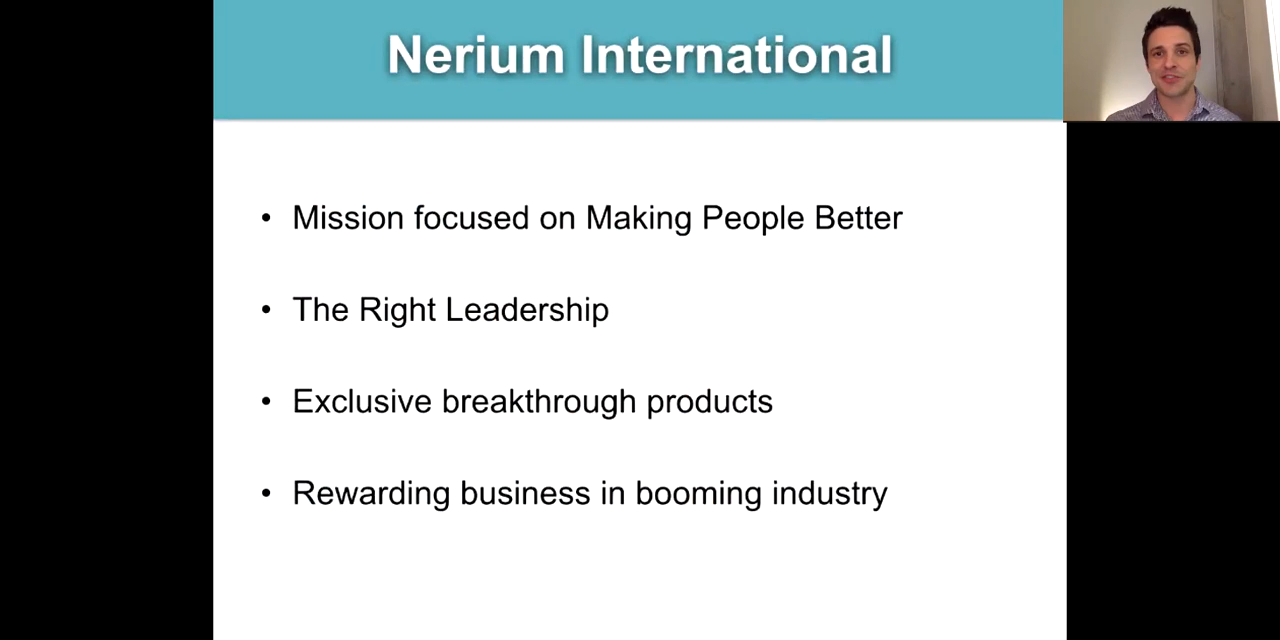 Nerium International
• Mission focused on Making People Better
• The Right Leadership
• Exclusive breakthrough products
• Rewarding business in booming industry